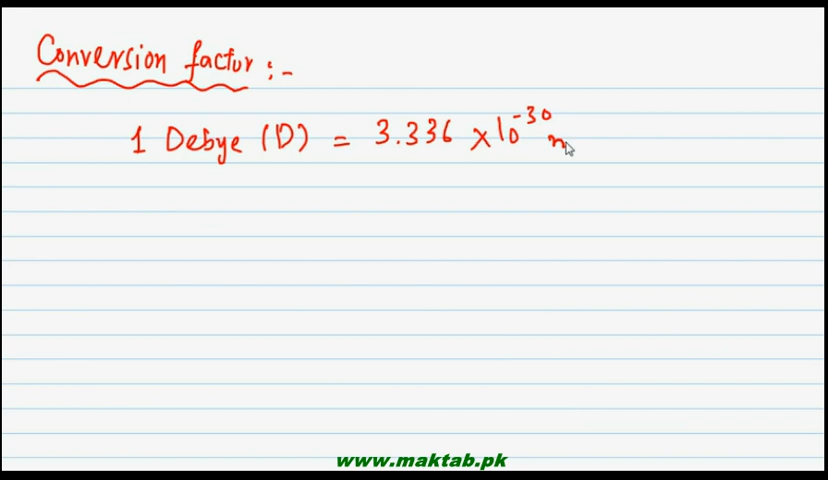 Conversion factor :-
1 Debye (D) = 3.336 × 10⁻³⁰ m
www.maktab.pk